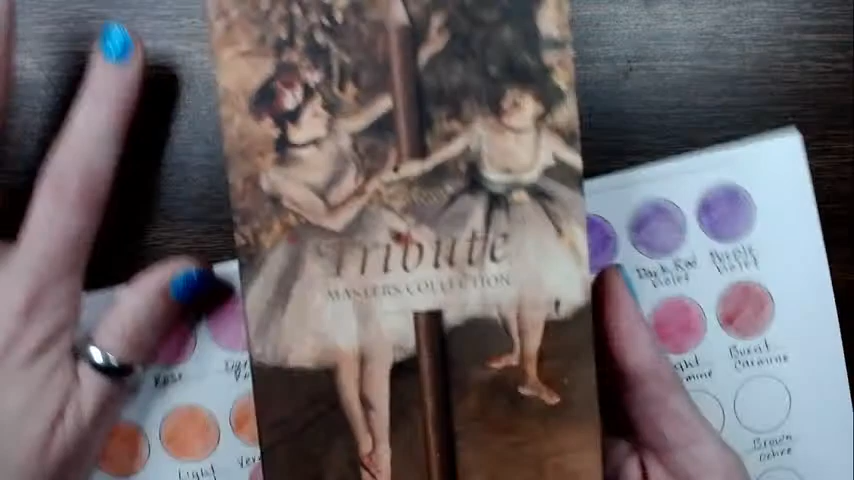 Tribute
MASTERS COLLECTION
Dark Red
Violet
Purple
Violet
Rose
Burnt
Carmine
Light
Brown
Ochre